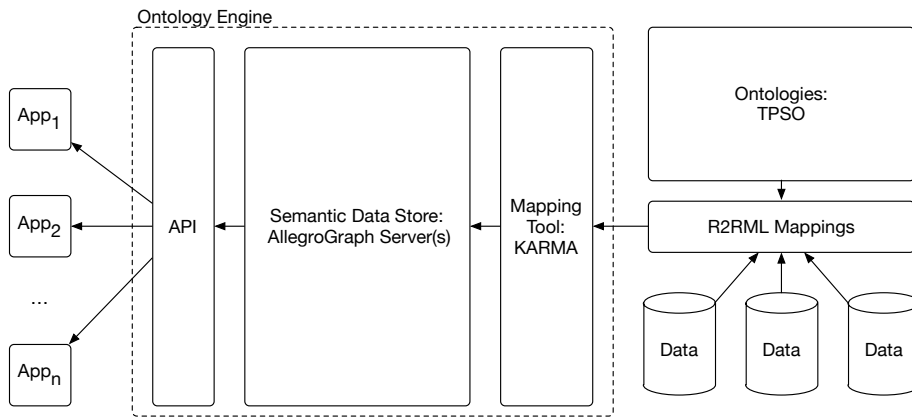 Ontology Engine
App1
App2
...
Appn
API
Semantic Data Store:
AllegroGraph Server(s)
Mapping
Tool:
KARMA
Ontologies:
TPSO
R2RML Mappings
Data
Data
Data